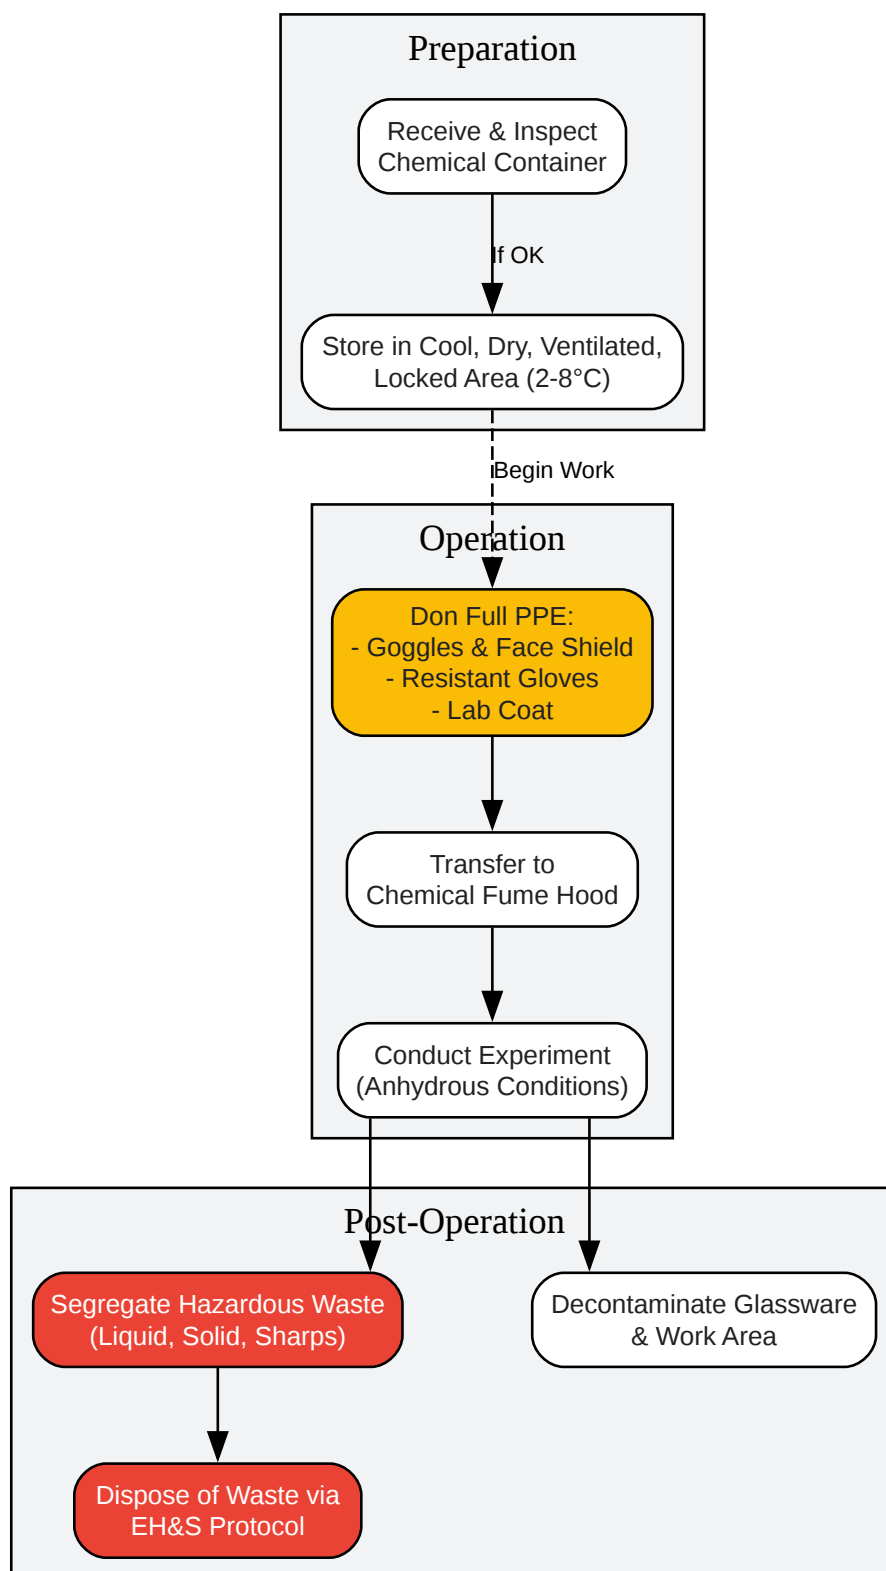 Preparation
Receive & Inspect
Chemical Container
If OK
Store in Cool, Dry, Ventilated,
Locked Area (2-8°C)
Begin Work
Operation
Don Full PPE:
- Goggles & Face Shield
- Resistant Gloves
- Lab Coat
Transfer to
Chemical Fume Hood
Conduct Experiment
(Anhydrous Conditions)
Post-Operation
Segregate Hazardous Waste
(Liquid, Solid, Sharps)
Decontaminate Glassware
& Work Area
Dispose of Waste via
EH&S Protocol